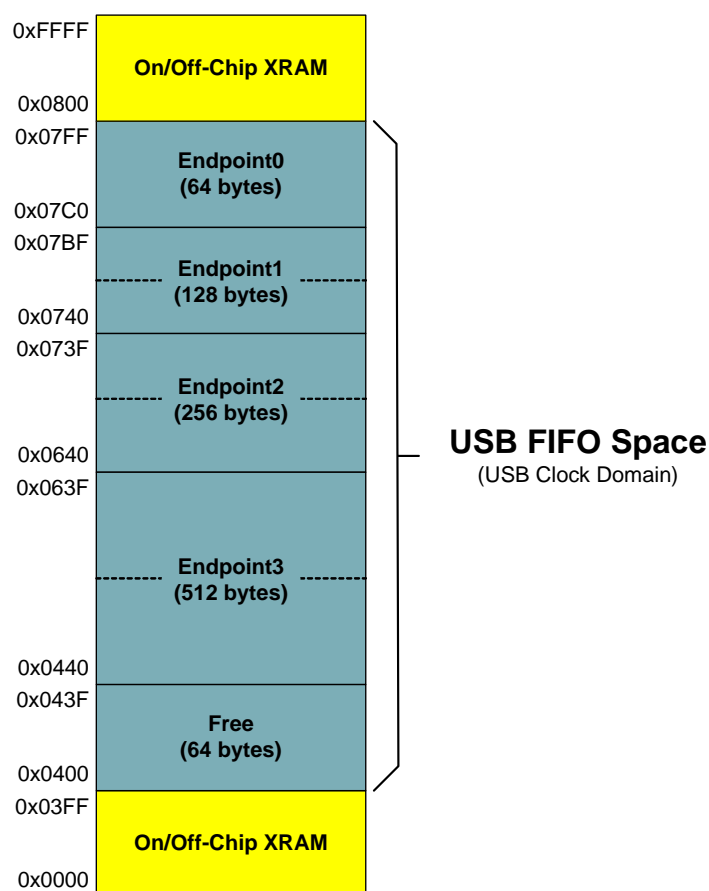 0xFFFF
On/Off-Chip XRAM
0x0800
0x07FF
Endpoint0
(64 bytes)
0x07C0
0x07BF
Endpoint1
(128 bytes)
0x0740
0x073F
Endpoint2
(256 bytes)
0x0640
0x063F
Endpoint3
(512 bytes)
0x0440
0x043F
Free
(64 bytes)
0x0400
0x03FF
On/Off-Chip XRAM
0x0000
USB FIFO Space
(USB Clock Domain)